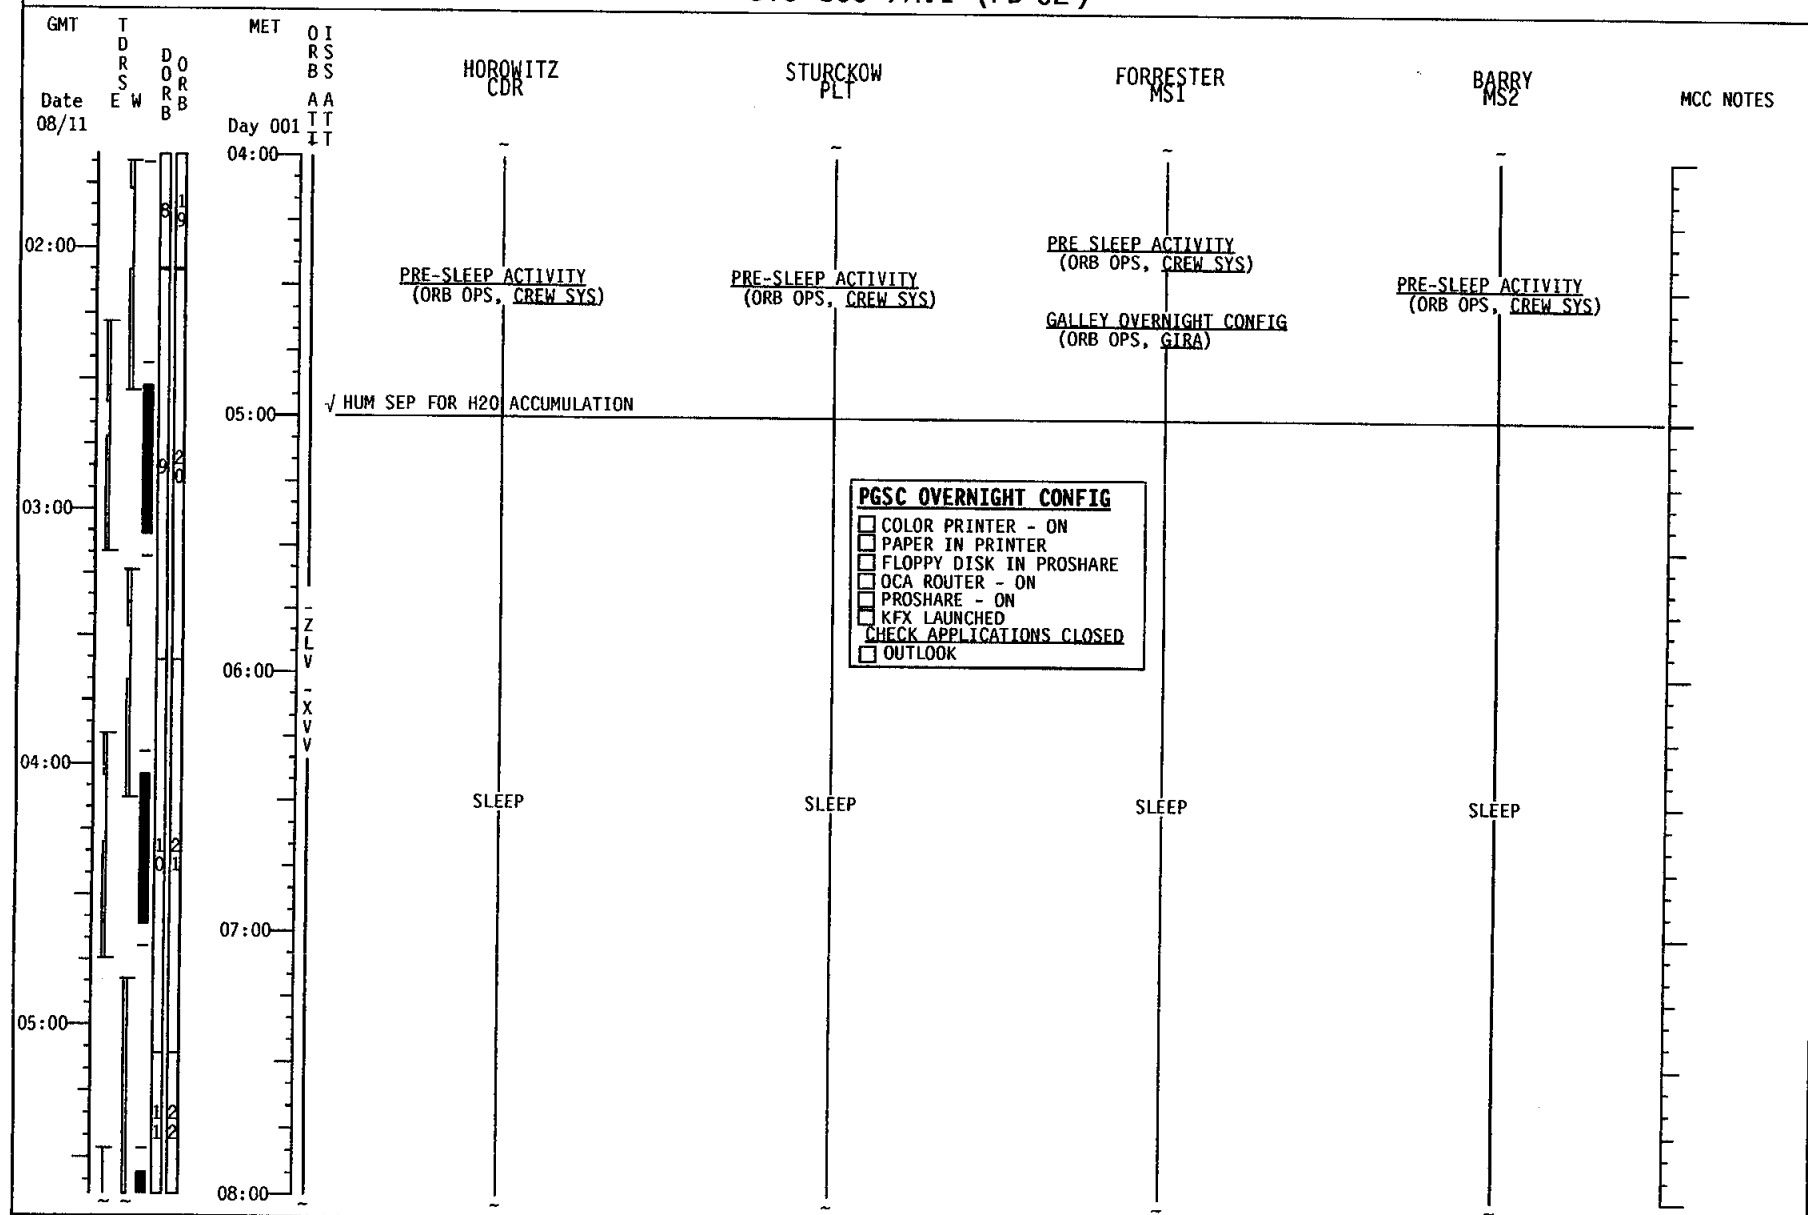 GMT
TDRS
E W
DORB
ORB
MET
ORB ATT
ISS ATT
HOROWITZ
CDR
STURCKOW
PLT
FORRESTER
MS1
BARRY
MS2
MCC NOTES
Date
08/11
Day 001
04:00
8
19
02:00
PRE-SLEEP ACTIVITY
(ORB OPS, CREW SYS)
PRE-SLEEP ACTIVITY
(ORB OPS, CREW SYS)
PRE SLEEP ACTIVITY
(ORB OPS, CREW SYS)
GALLEY OVERNIGHT CONFIG
(ORB OPS, GIRA)
PRE-SLEEP ACTIVITY
(ORB OPS, CREW SYS)
05:00
√ HUM SEP FOR H2O ACCUMULATION
9
20
03:00
PGSC OVERNIGHT CONFIG
COLOR PRINTER - ON
PAPER IN PRINTER
FLOPPY DISK IN PROSHARE
OCA ROUTER - ON
PROSHARE - ON
KFX LAUNCHED
CHECK APPLICATIONS CLOSED
OUTLOOK
-ZLV
06:00
-XVV
04:00
SLEEP
SLEEP
SLEEP
SLEEP
10
21
07:00
05:00
11
22
08:00